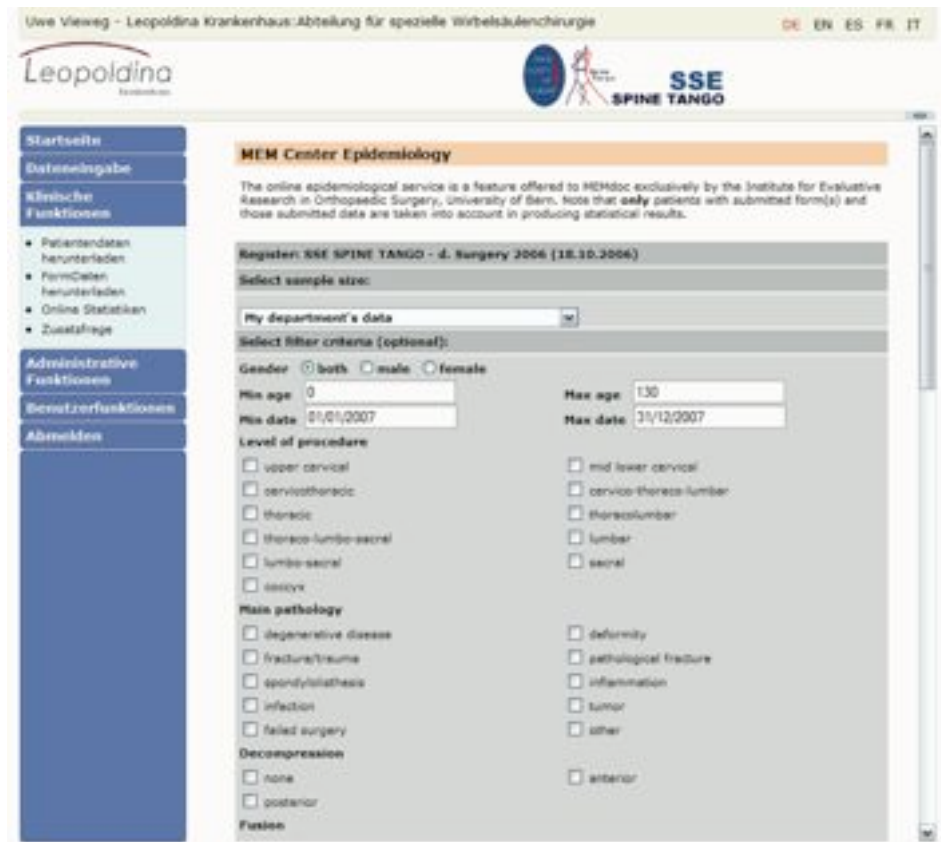 Uwe Vieweg - Leopoldina Krankenhaus:Abteilung für spezielle Wirbelsäulenchirurgie
DE EN ES FR IT
Leopoldina
Krankenhaus
SSE
SPINE TANGO
Startseite
Dateneingabe
Klinische
Funktionen
Patientendaten
herunterladen
FormDaten
herunterladen
Online Statistiken
Zusatzfrage
Administrative
Funktionen
Benutzerfunktionen
Abmelden
MEM Center Epidemiology
The online epidemiological service is a feature offered to MEMdoc exclusively by the Institute for Evaluative
Research in Orthopaedic Surgery, University of Bern. Note that only patients with submitted form(s) and
those submitted data are taken into account in producing statistical results.
Register: SSE SPINE TANGO - d. Surgery 2006 (18.10.2006)
Select sample size:
My department's data
Select filter criteria (optional):
Gender both male female
Min age 0 Max age 130
Min date 01/01/2007 Max date 31/12/2007
Level of procedure
upper cervical mid lower cervical
cervicothoracic cervico-thoraco-lumbar
thoracic thoracolumbar
thoraco-lumbo-sacral lumbar
lumbo-sacral sacral
coccyx
Main pathology
degenerative disease deformity
fracture/trauma pathological fracture
spondylolisthesis inflammation
infection tumor
failed surgery other
Decompression
none anterior
posterior
Fusion